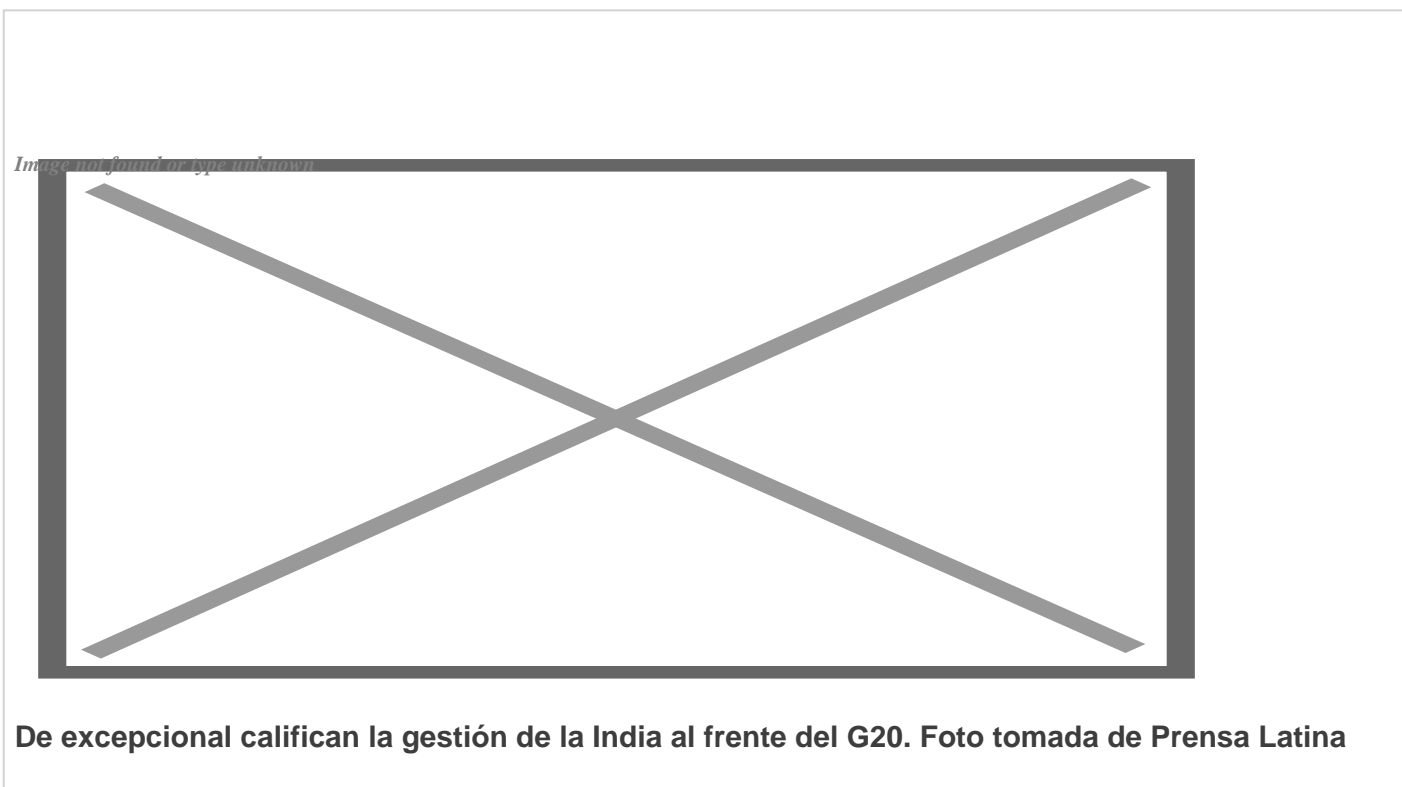 Image not found or type unknown
De excepcional califican la gestión de la India al frente del G20. Foto tomada de Prensa Latina